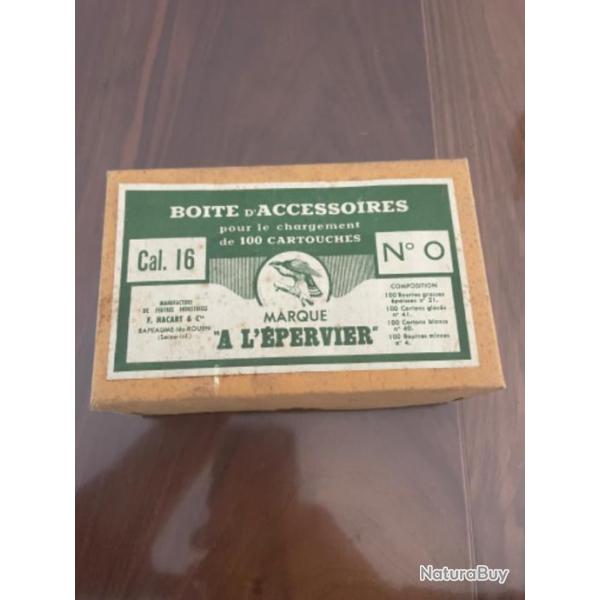 BOITE D'ACCESSOIRES
pour le chargement
de 100 CARTOUCHES
Cal. 16
N° O
MANUFACTURE
DE FEUTRES INDUSTRIELS
F. HACART & Cie
BAPEAUME-lès-ROUEN
(Seine-Inf.)
MARQUE
"A L'ÉPERVIER"
COMPOSITION
100 Bourres grasses
épaisses n° 21.
100 Cartons glacés
n° 41.
100 Cartons blancs
n° 40.
100 Bourres minces
n° 4.
NaturaBuy